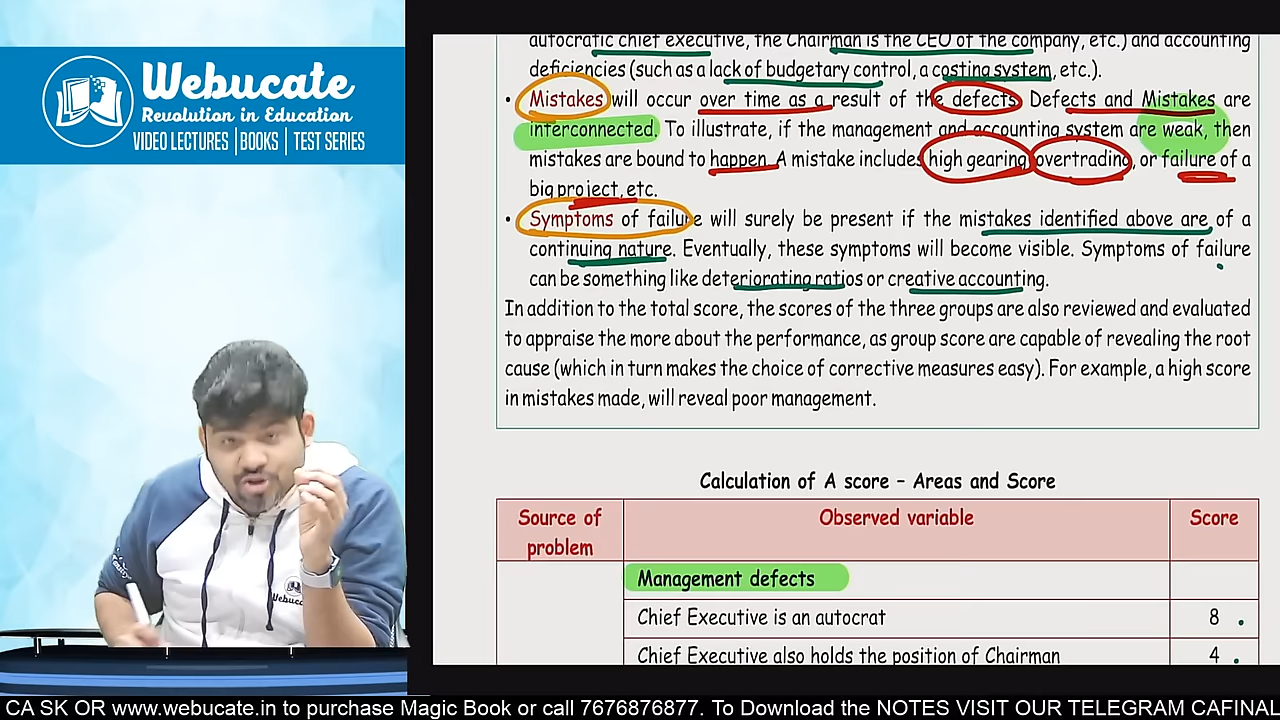 Webucate
Revolution in Education
VIDEO LECTURES | BOOKS | TEST SERIES
autocratic chief executive, the Chairman is the CEO of the company, etc.) and accounting
deficiencies (such as a lack of budgetary control, a costing system, etc.).
• Mistakes will occur over time as a result of the defects. Defects and Mistakes are
interconnected. To illustrate, if the management and accounting system are weak, then
mistakes are bound to happen. A mistake includes high gearing, overtrading, or failure of a
big project, etc.
• Symptoms of failure will surely be present if the mistakes identified above are of a
continuing nature. Eventually, these symptoms will become visible. Symptoms of failure
can be something like deteriorating ratios or creative accounting.
In addition to the total score, the scores of the three groups are also reviewed and evaluated
to appraise the more about the performance, as group score are capable of revealing the root
cause (which in turn makes the choice of corrective measures easy). For example, a high score
in mistakes made, will reveal poor management.
Calculation of A score – Areas and Score
Source of problem Observed variable Score
Management defects
Chief Executive is an autocrat 8
Chief Executive also holds the position of Chairman 4
Webucate
CA SK OR www.webucate.in to purchase Magic Book or call 7676876877. To Download the NOTES VISIT OUR TELEGRAM CAFINAL